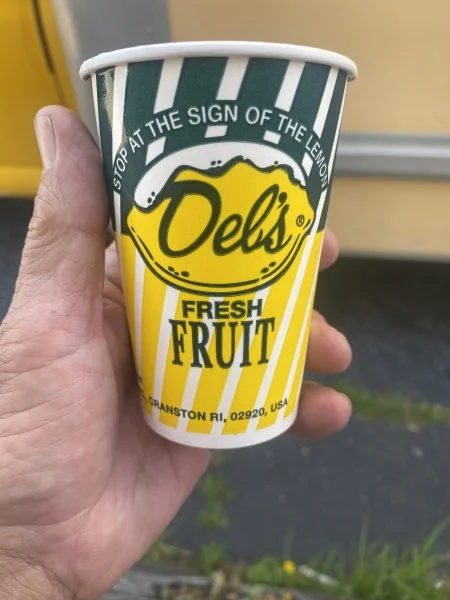 STOP AT THE SIGN OF THE LEMON
Del's®
FRESH
FRUIT
CRANSTON RI, 02920, USA